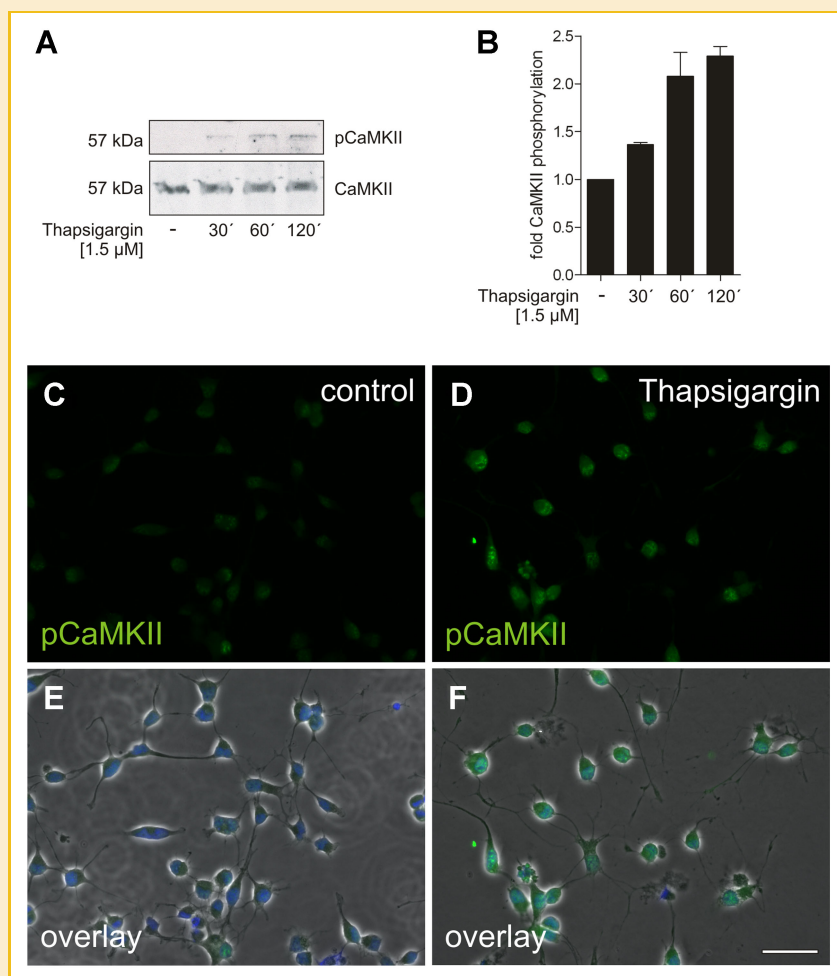 A
57 kDa
pCaMKII
57 kDa
CaMKII
Thapsigargin
[1.5 µM]
- 30´ 60´ 120´
B
fold CaMKII phosphorylation
2.5
2.0
1.5
1.0
0.5
0.0
Thapsigargin
[1.5 µM]
- 30´ 60´ 120´
C
control
pCaMKII
D
Thapsigargin
pCaMKII
E
overlay
F
overlay